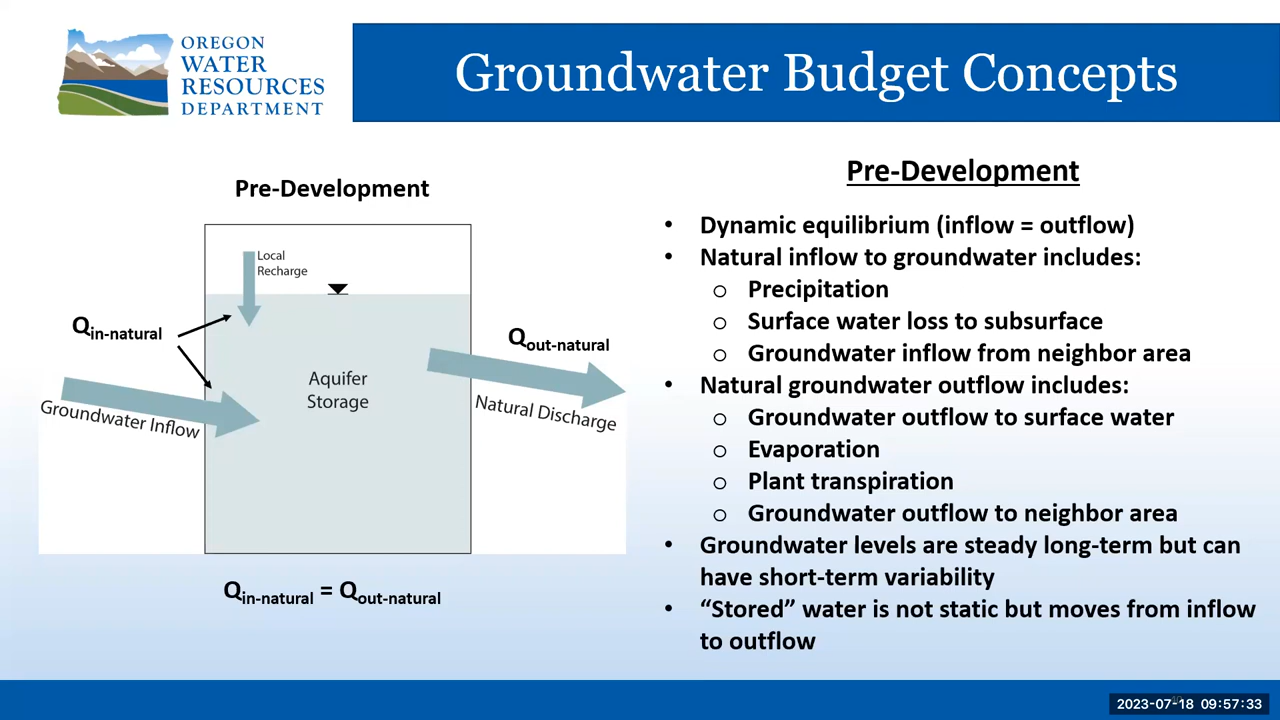 OREGON
WATER
RESOURCES
DEPARTMENT
Groundwater Budget Concepts
Pre-Development
Local
Recharge
Qin-natural
Qout-natural
Aquifer
Storage
Groundwater Inflow
Natural Discharge
Qin-natural = Qout-natural
Pre-Development
• Dynamic equilibrium (inflow = outflow)
• Natural inflow to groundwater includes:
o Precipitation
o Surface water loss to subsurface
o Groundwater inflow from neighbor area
• Natural groundwater outflow includes:
o Groundwater outflow to surface water
o Evaporation
o Plant transpiration
o Groundwater outflow to neighbor area
• Groundwater levels are steady long-term but can
have short-term variability
• “Stored” water is not static but moves from inflow
to outflow
2023-07-18 09:57:33